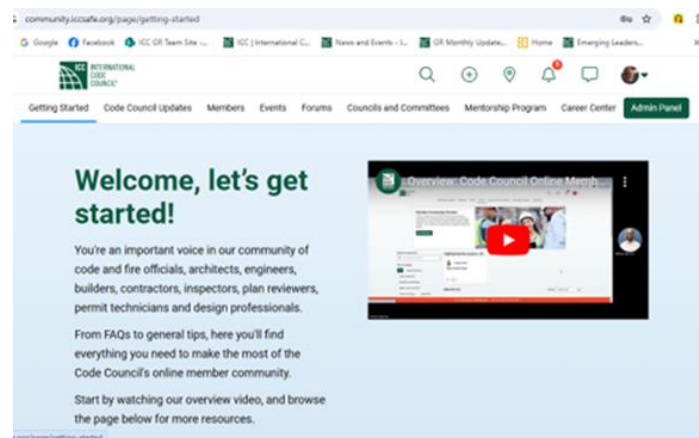 community.iccsafe.org/page/getting-started
Google Facebook ICC GR Team Site -... ICC | International C... News and Events - I... GR Monthly Update... Home Emerging Leaders...
ICC INTERNATIONAL
CODE
COUNCIL
Getting Started Code Council Updates Members Events Forums Councils and Committees Mentorship Program Career Center Admin Panel
Welcome, let's get
started!
Overview: Code Council Online Memb...
You're an important voice in our community of
code and fire officials, architects, engineers,
builders, contractors, inspectors, plan reviewers,
permit technicians and design professionals.
From FAQs to general tips, here you'll find
everything you need to make the most of the
Code Council's online member community.
Start by watching our overview video, and browse
the page below for more resources.